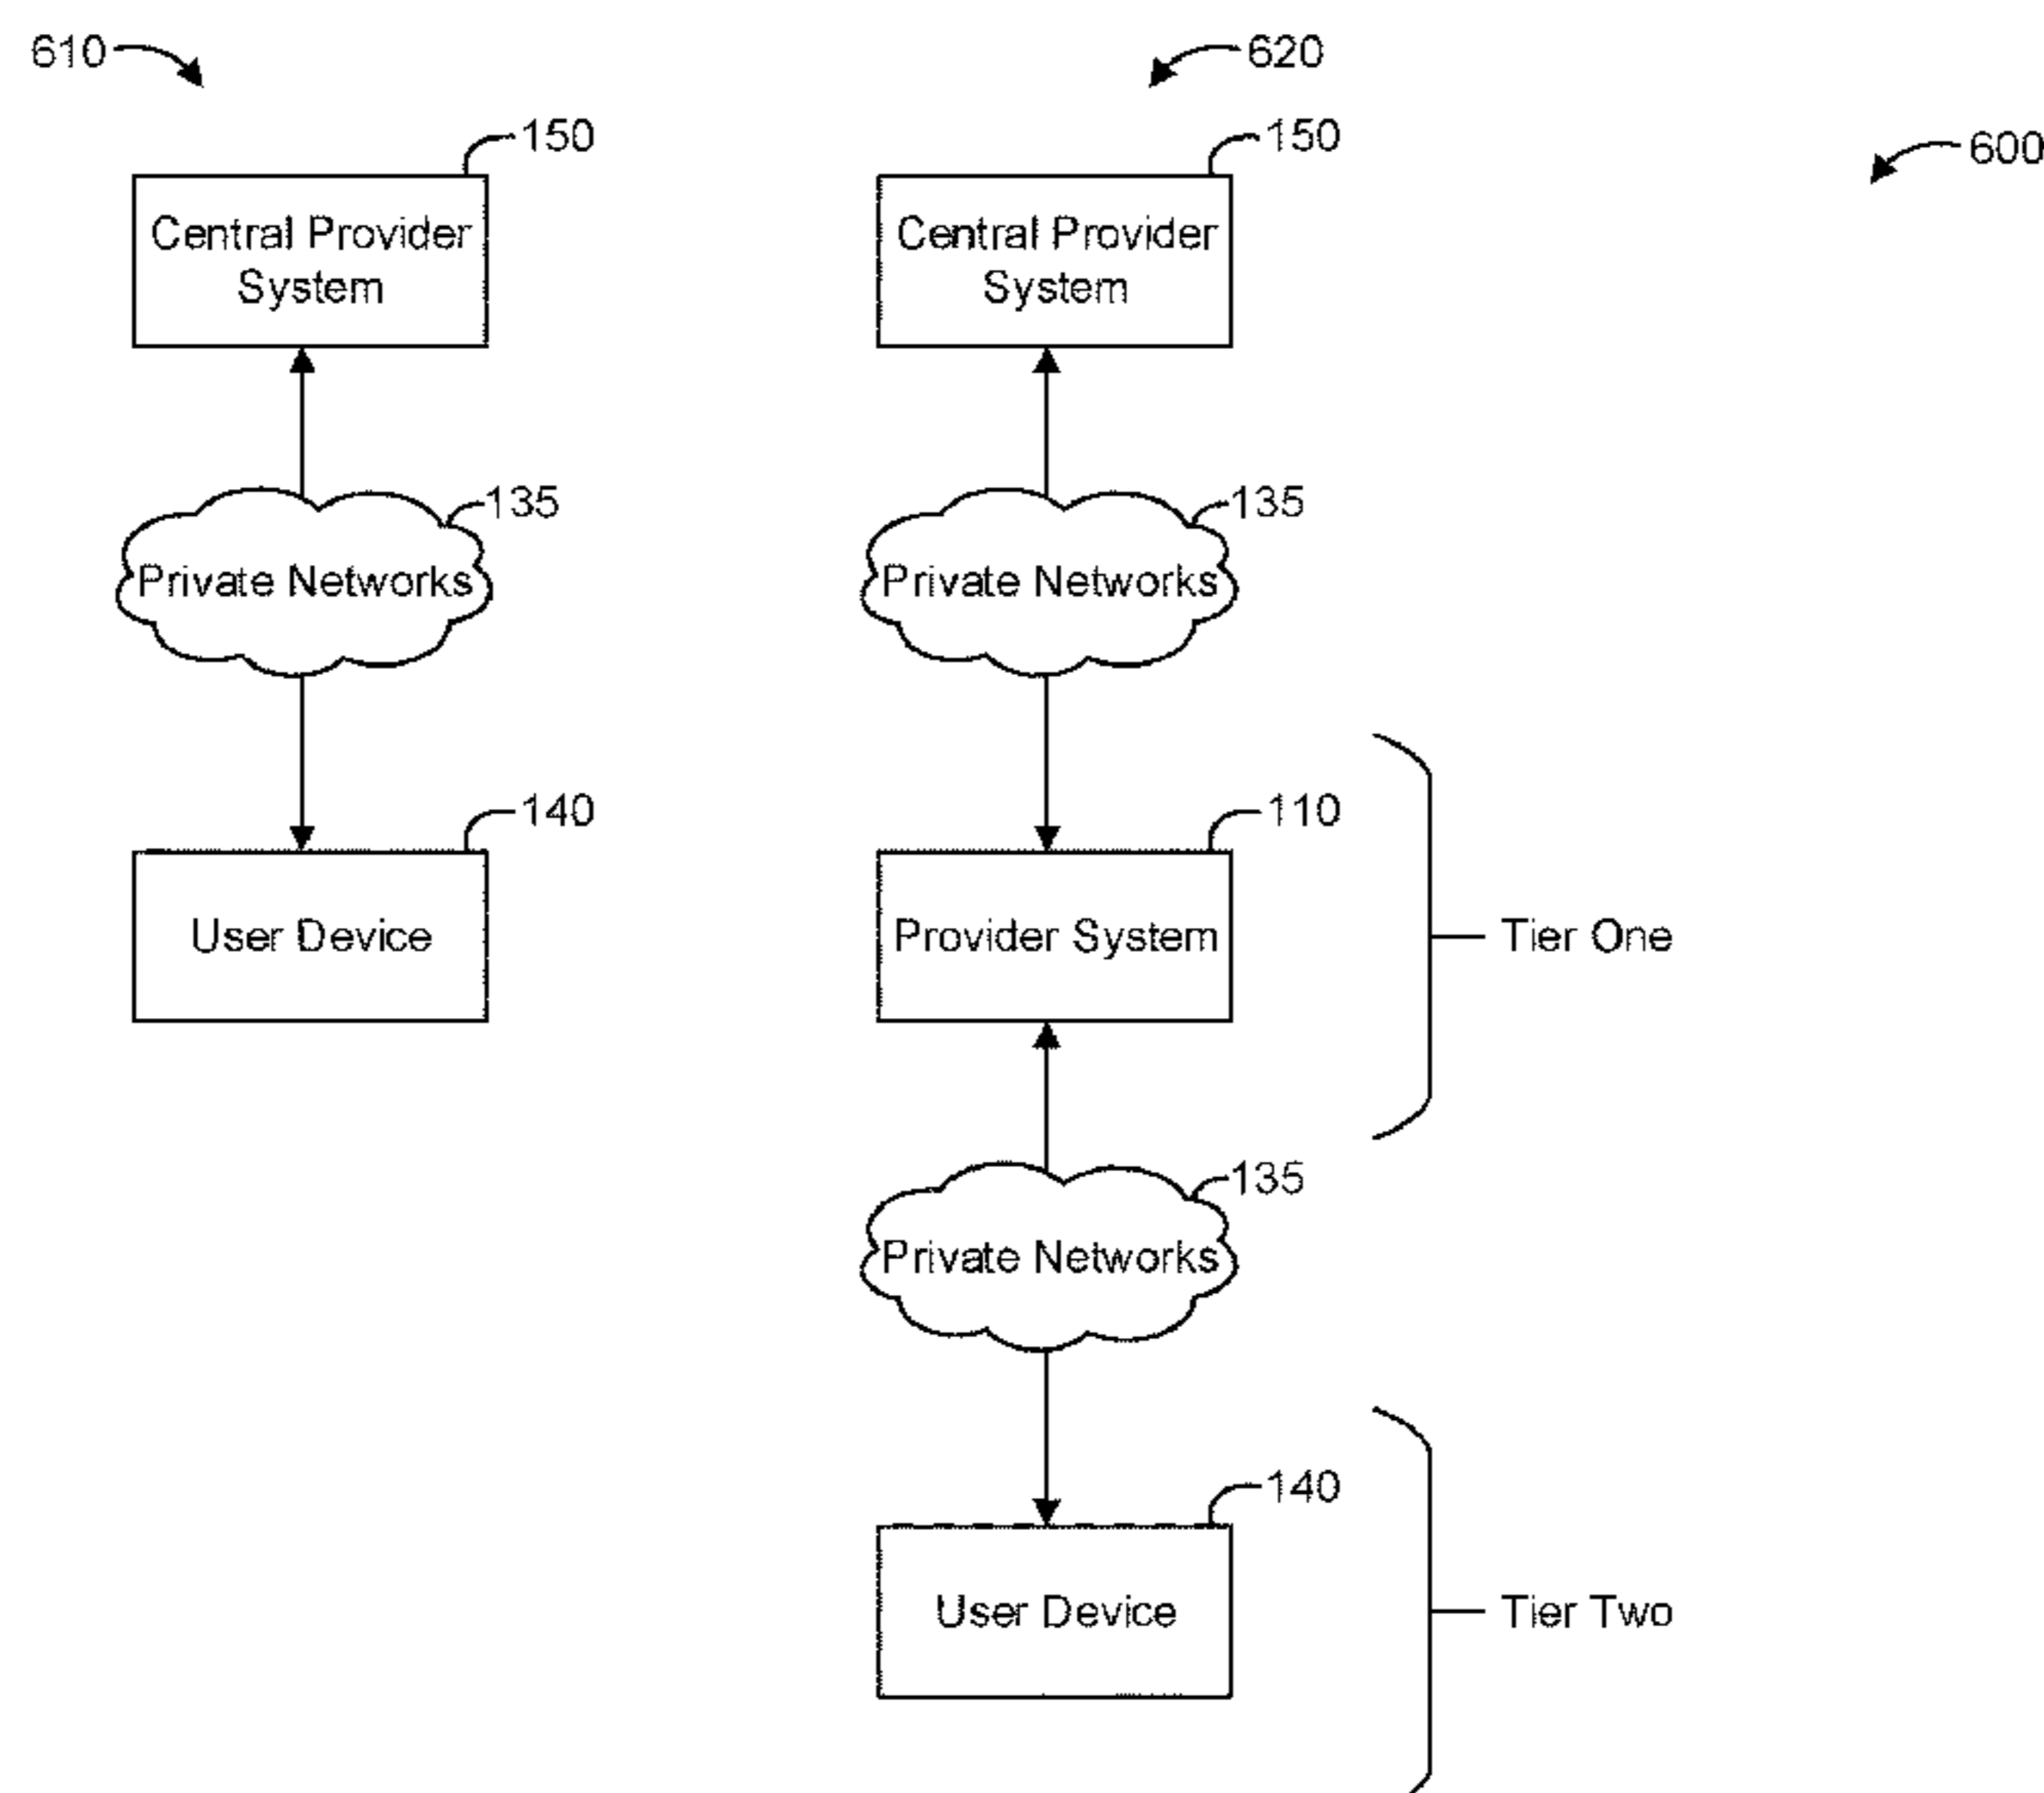 610
620
600
150
Central Provider
System
150
Central Provider
System
135
Private Networks
135
Private Networks
140
User Device
110
Provider System
Tier One
135
Private Networks
140
User Device
Tier Two